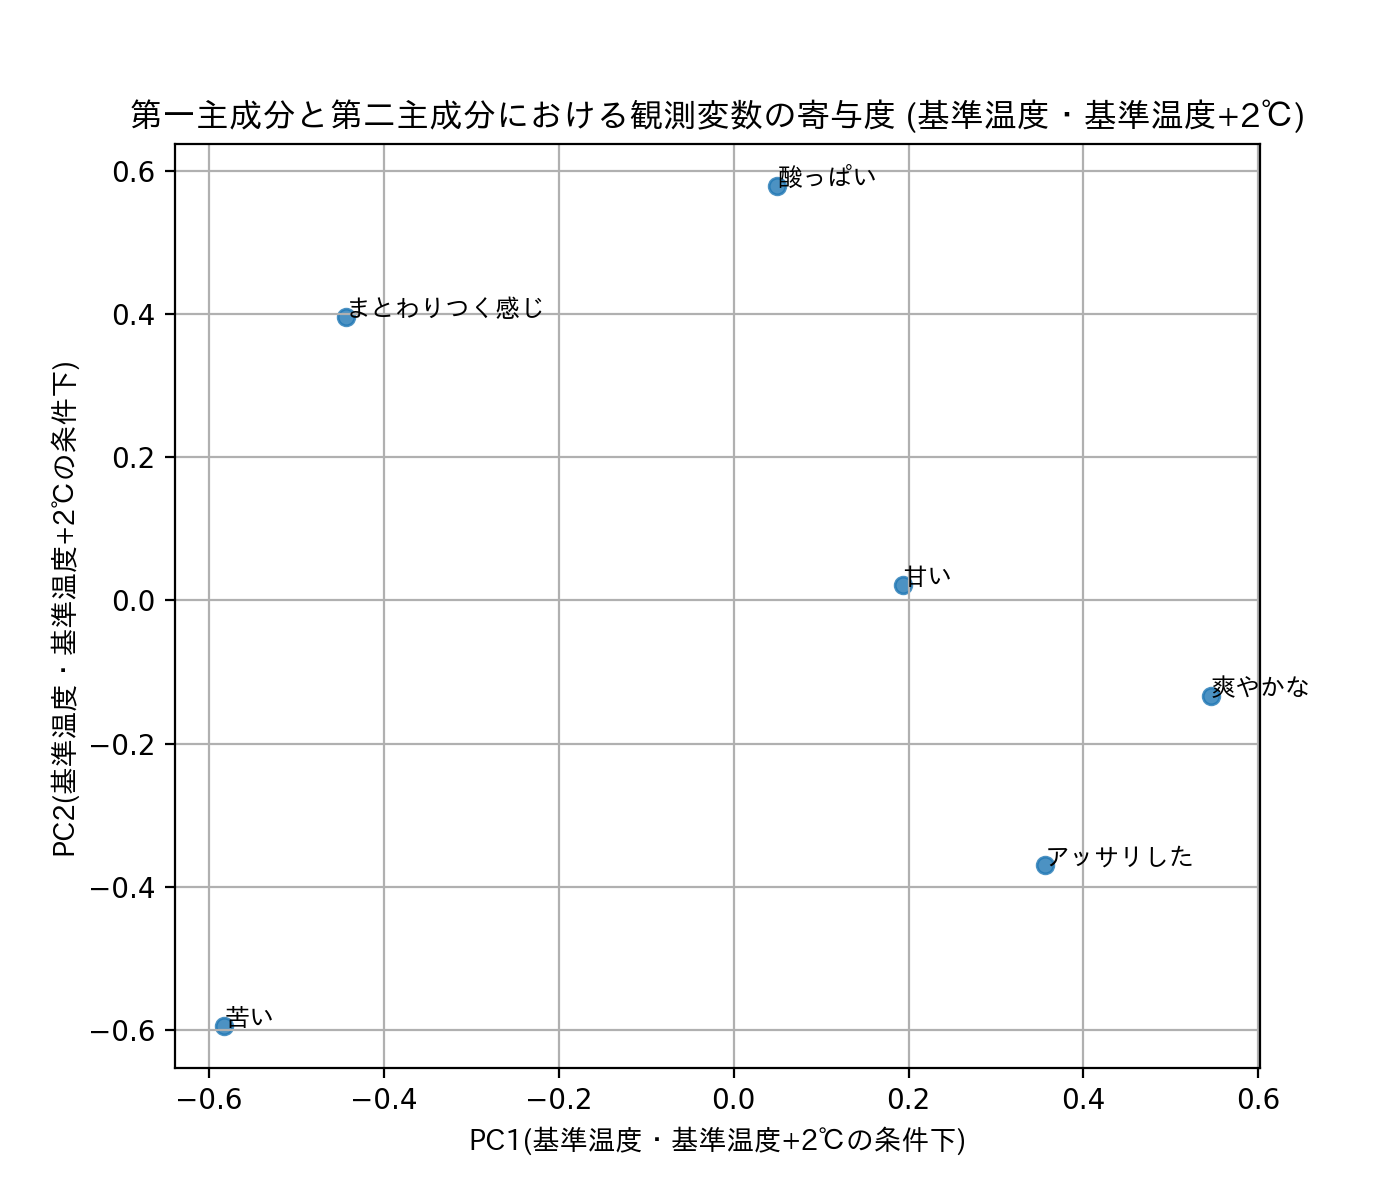 第一主成分と第二主成分における観測変数の寄与度 (基準温度・基準温度+2℃)
PC2(基準温度・基準温度+2℃の条件下)
0.6
0.4
0.2
0.0
−0.2
−0.4
−0.6
酸っぱい
まとわりつく感じ
甘い
爽やかな
アッサリした
苦い
−0.6 −0.4 −0.2 0.0 0.2 0.4 0.6
PC1(基準温度・基準温度+2℃の条件下)